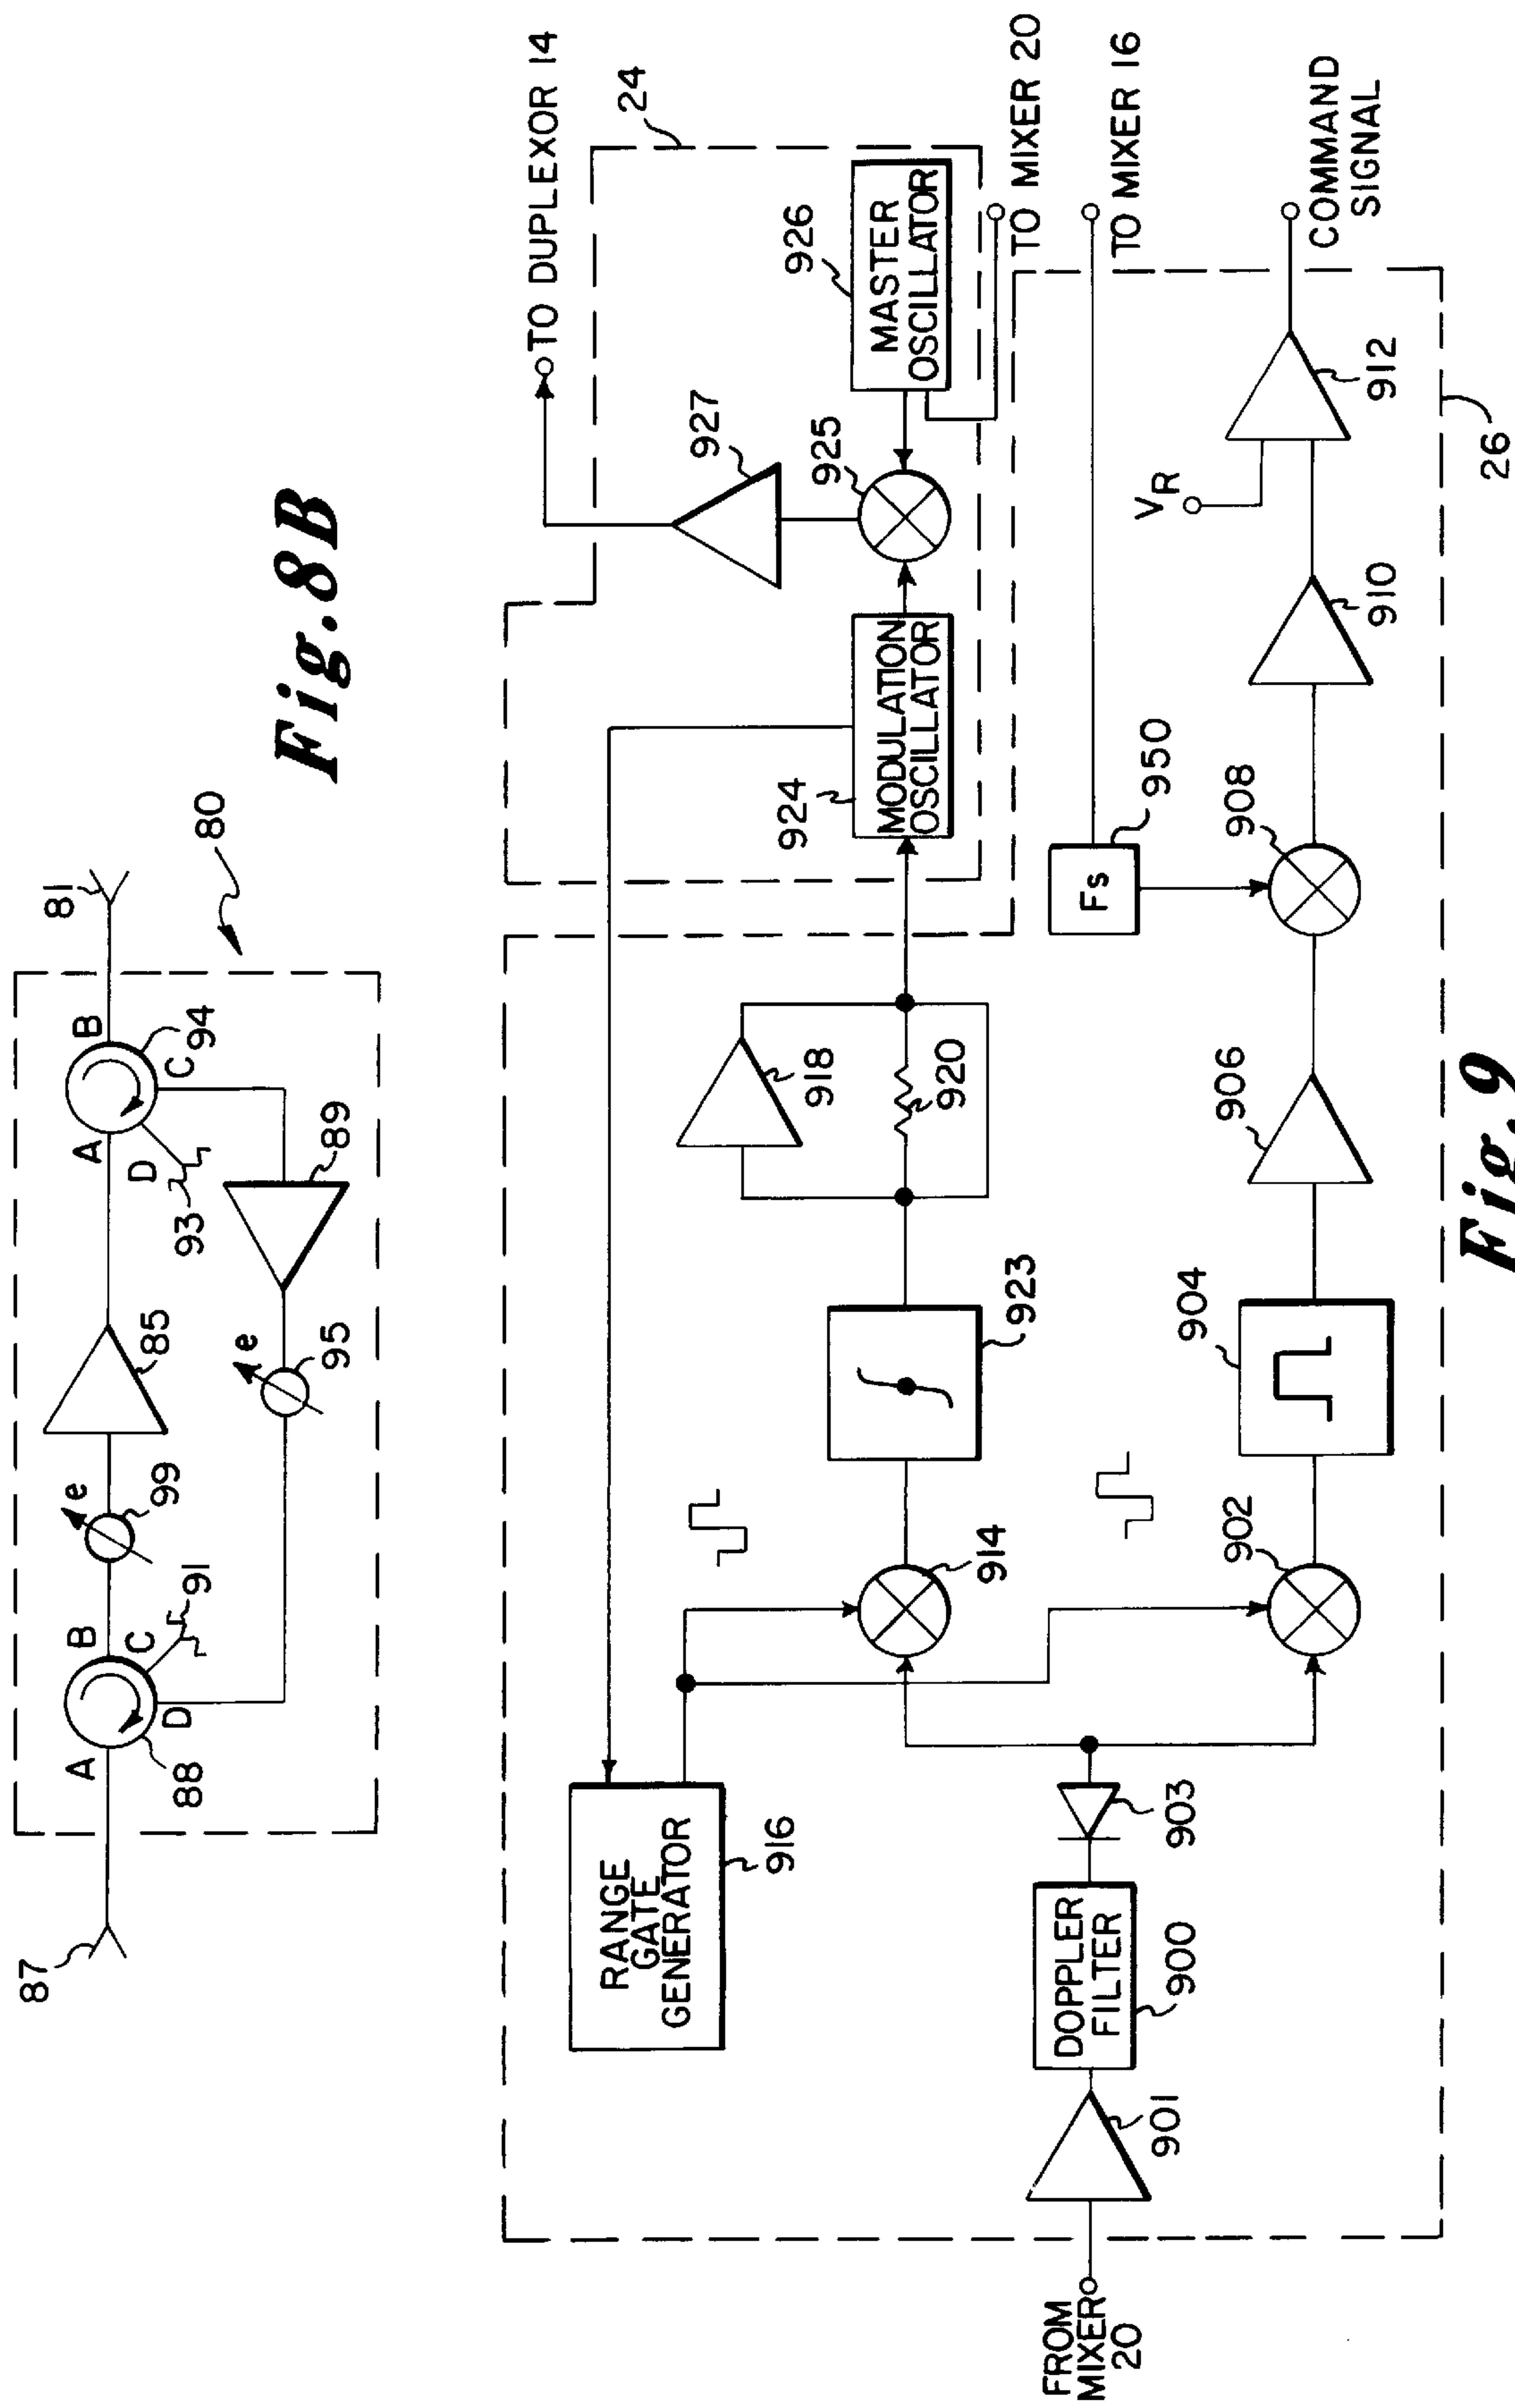 87
A
88
B
C
D
91
e
99
85
e
95
89
A
B
C
D
93
94
81
80
Fig.8B
FROM
MIXER
20
901
DOPPLER
FILTER
900
903
RANGE
GATE
GENERATOR
916
914
902
923
904
918
920
906
908
Fs
950
910
VR
912
COMMAND
SIGNAL
26
TO MIXER 16
TO MIXER 20
MODULATION
OSCILLATOR
924
925
927
MASTER
OSCILLATOR
926
24
TO DUPLEXOR 14
Fig.9